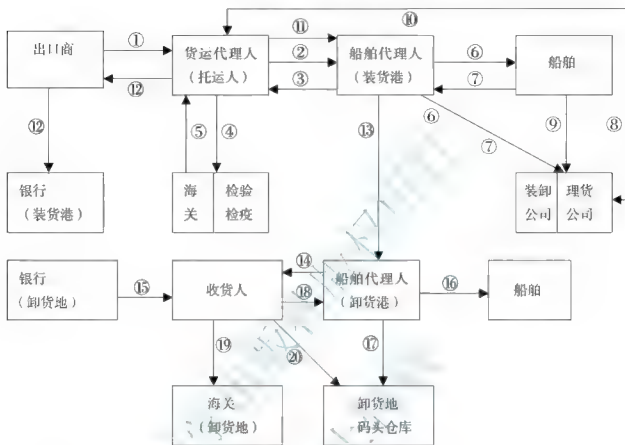 ⑩
出口商
①
⑫
货运代理人
（托运人）
⑪
②
③
船舶代理人
（装货港）
⑥
⑦
船舶
⑫
⑤
④
⑬
⑥
⑦
⑨
⑧
银行
（装货港）
海关
检验检疫
装卸公司
理货公司
银行
（卸货地）
⑮
收货人
⑭
⑱
船舶代理人
（卸货港）
⑯
船舶
⑲
⑳
⑰
海关
（卸货地）
卸货地
码头仓库